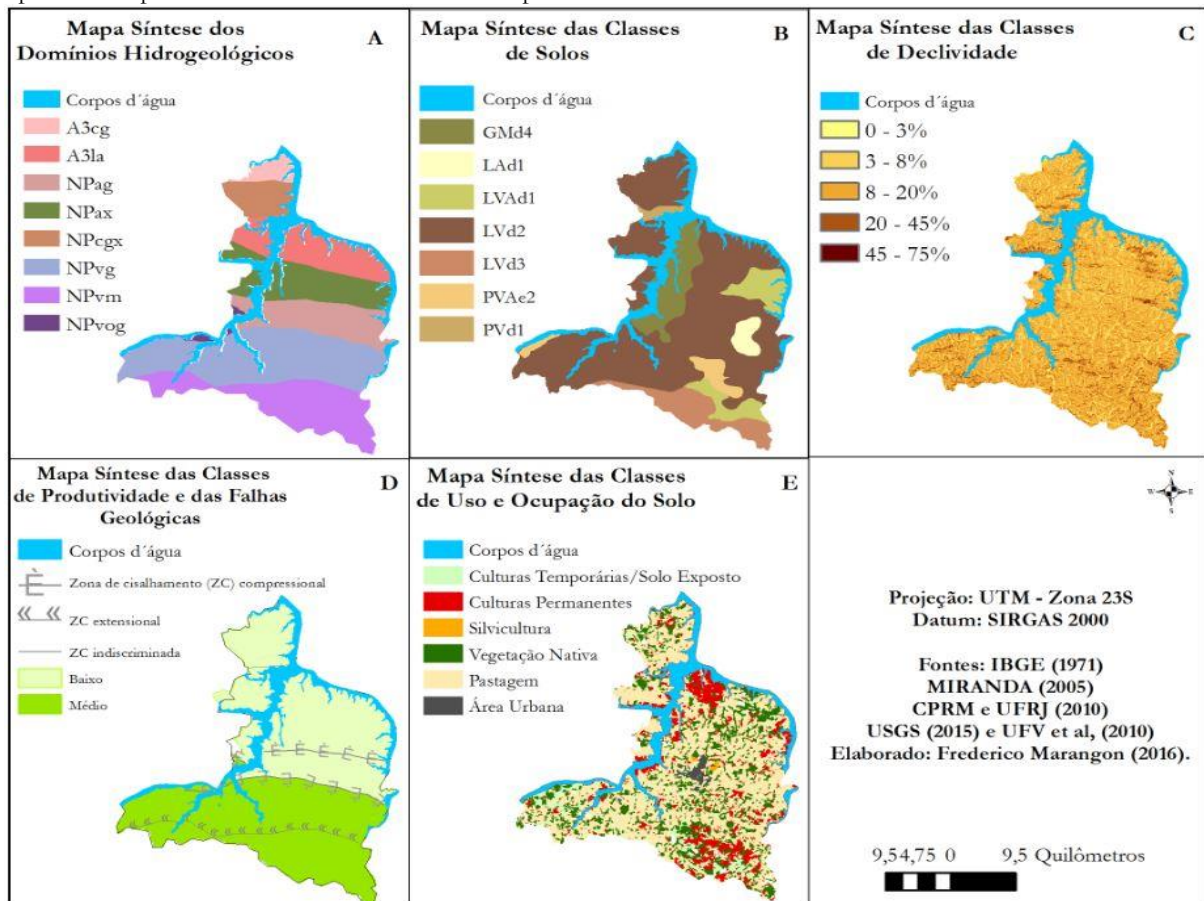 Mapa Síntese dos
Domínios Hidrogeológicos
A
Corpos d´água
A3cg
A3la
NPag
NPax
NPcgx
NPvg
NPvm
NPvog
Mapa Síntese das Classes
de Solos
B
Corpos d´água
GMd4
LAd1
LVAd1
LVd2
LVd3
PVAe2
PVd1
Mapa Síntese das Classes
de Declividade
C
Corpos d´água
0 - 3%
3 - 8%
8 - 20%
20 - 45%
45 - 75%
Mapa Síntese das Classes
de Produtividade e das Falhas
Geológicas
D
Corpos d´água
Zona de cisalhamento (ZC) compressional
ZC extensional
ZC indiscriminada
Baixo
Médio
Mapa Síntese das Classes
de Uso e Ocupação do Solo
E
Corpos d´água
Culturas Temporárias/Solo Exposto
Culturas Permanentes
Silvicultura
Vegetação Nativa
Pastagem
Área Urbana
N
W E
S
Projeção: UTM - Zona 23S
Datum: SIRGAS 2000
Fontes: IBGE (1971)
MIRANDA (2005)
CPRM e UFRJ (2010)
USGS (2015) e UFV et al, (2010)
Elaborado: Frederico Marangon (2016).
9,54,75 0 9,5 Quilômetros